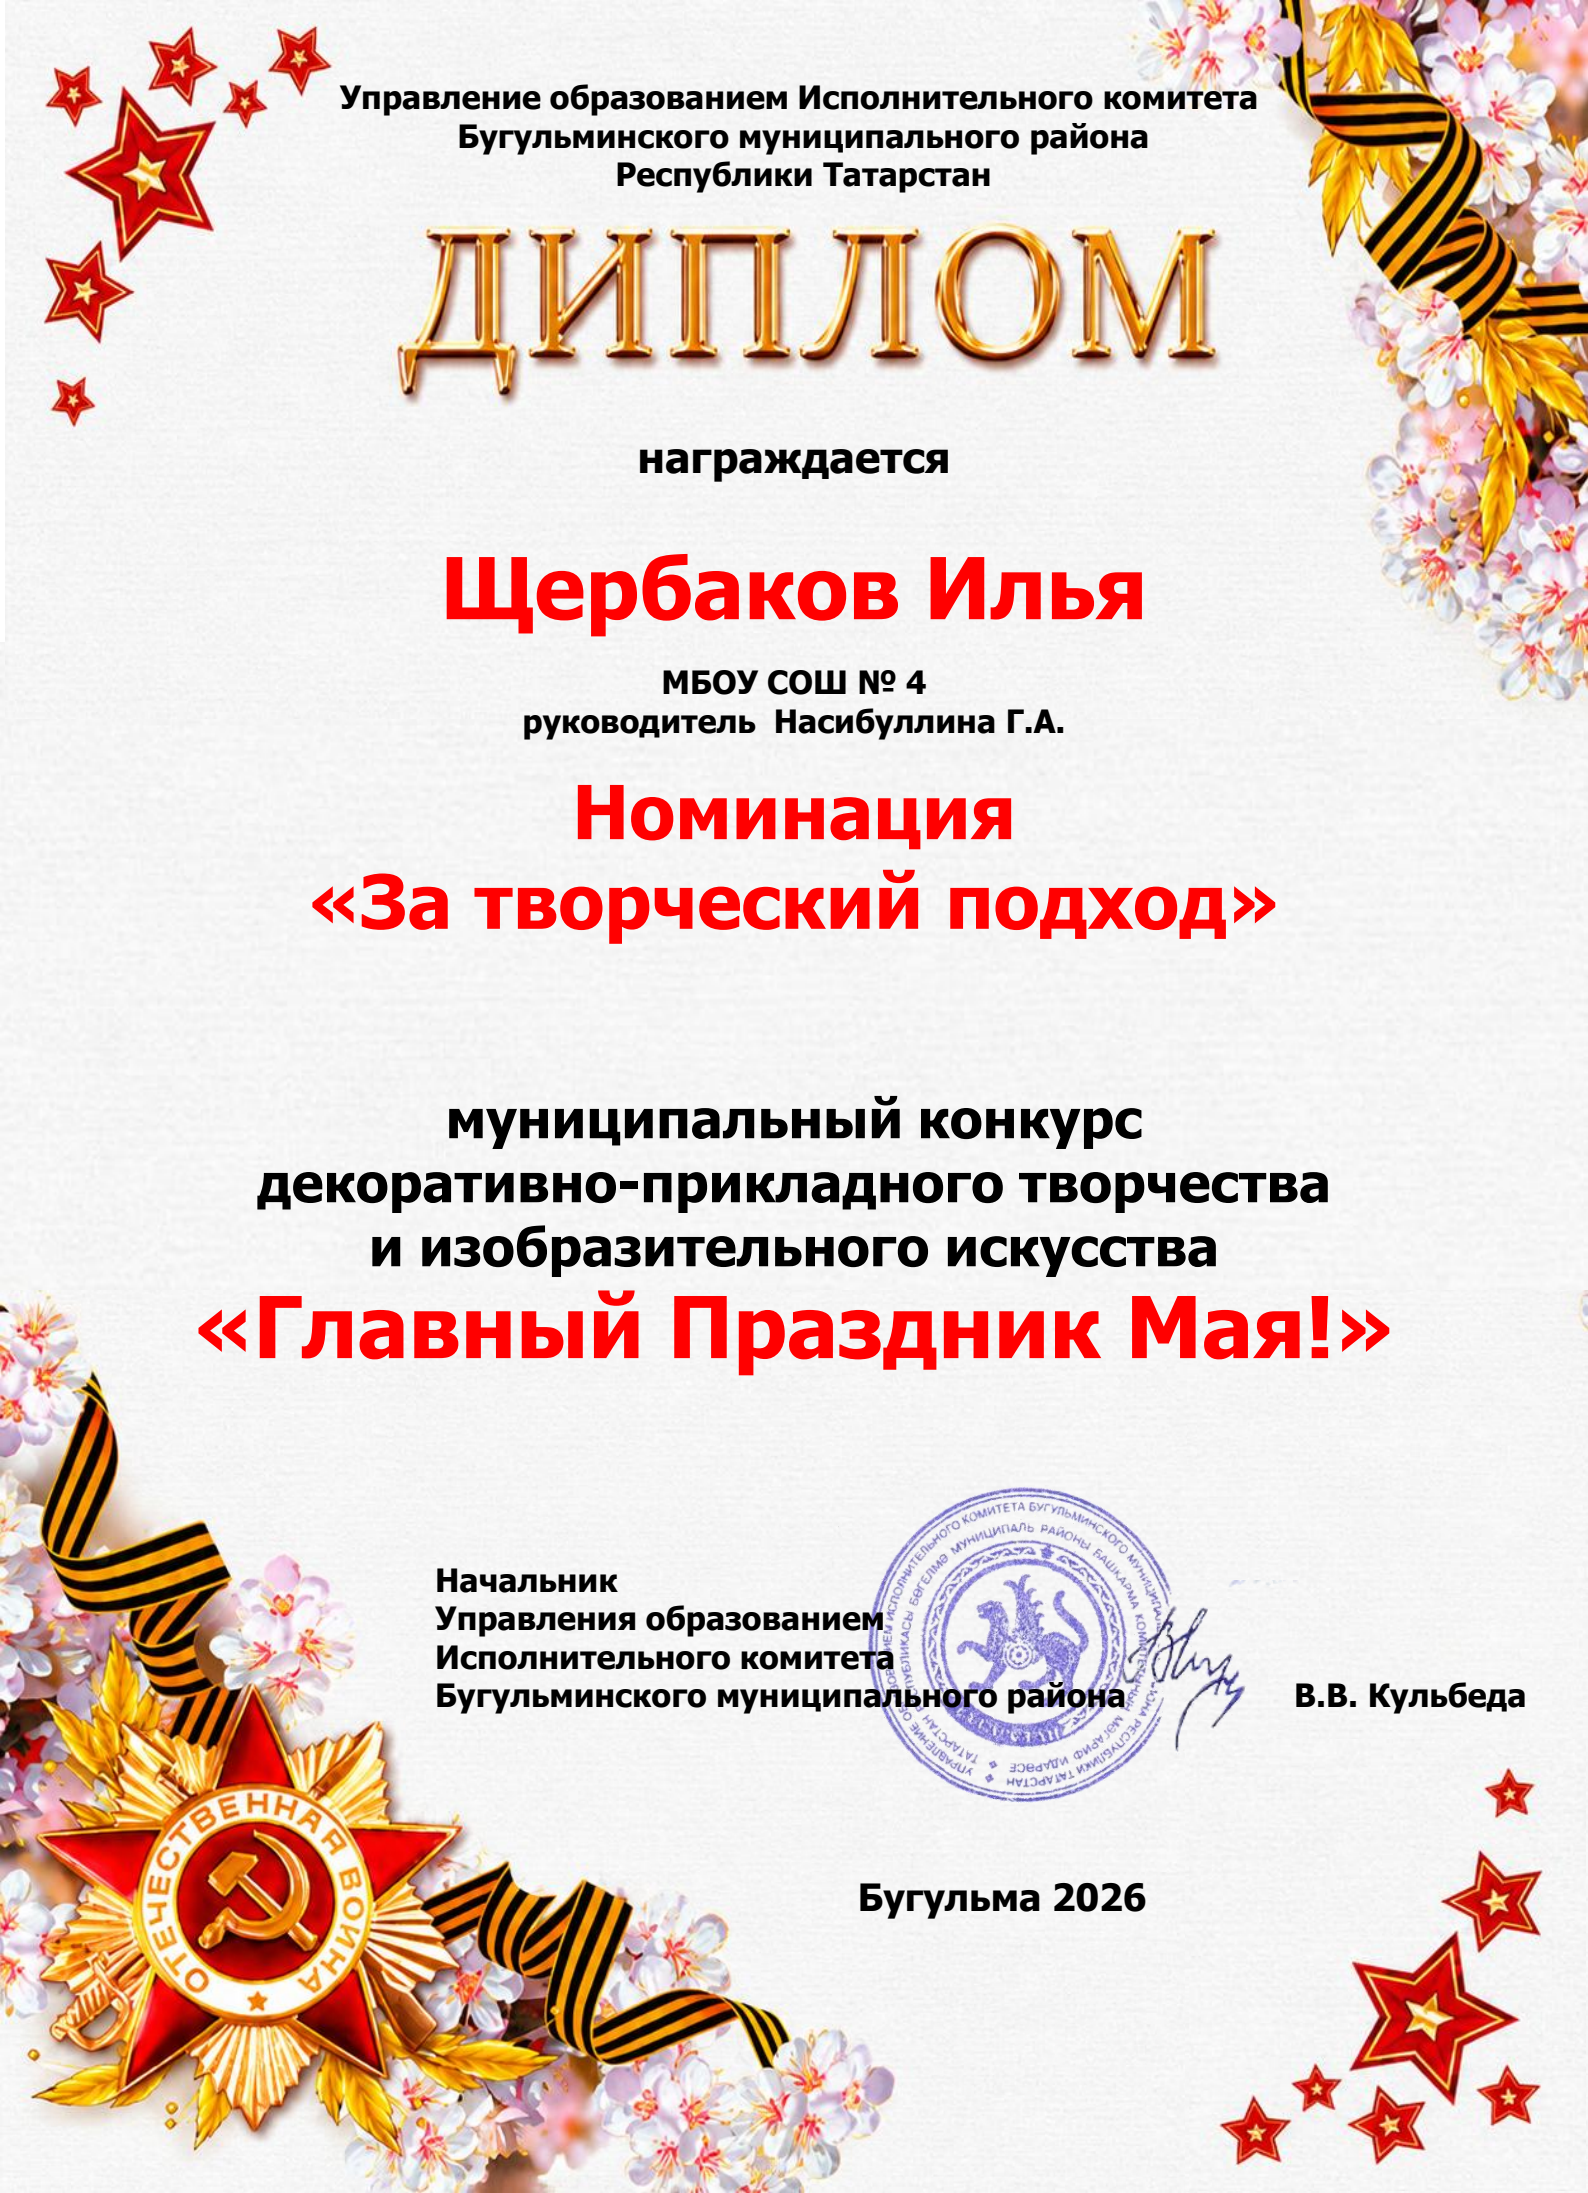 Управление образованием Исполнительного комитета
Бугульминского муниципального района
Республики Татарстан
ДИПЛОМ
награждается
Щербаков Илья
МБОУ СОШ № 4
руководитель Насибуллина Г.А.
Номинация
«За творческий подход»
муниципальный конкурс
декоративно-прикладного творчества
и изобразительного искусства
«Главный Праздник Мая!»
Начальник
Управления образованием
Исполнительного комитета
Бугульминского муниципального района
В.В. Кульбеда
ОТЕЧЕСТВЕННАЯ ВОЙНА
Бугульма 2026